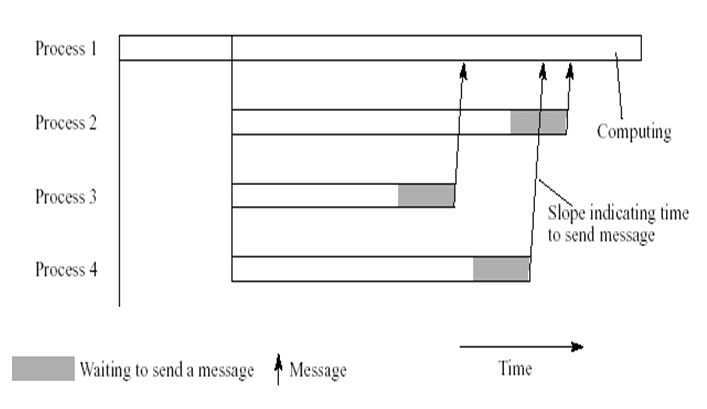 Process 1
Process 2
Computing
Process 3
Slope indicating time
to send message
Process 4
Waiting to send a message
Message
Time